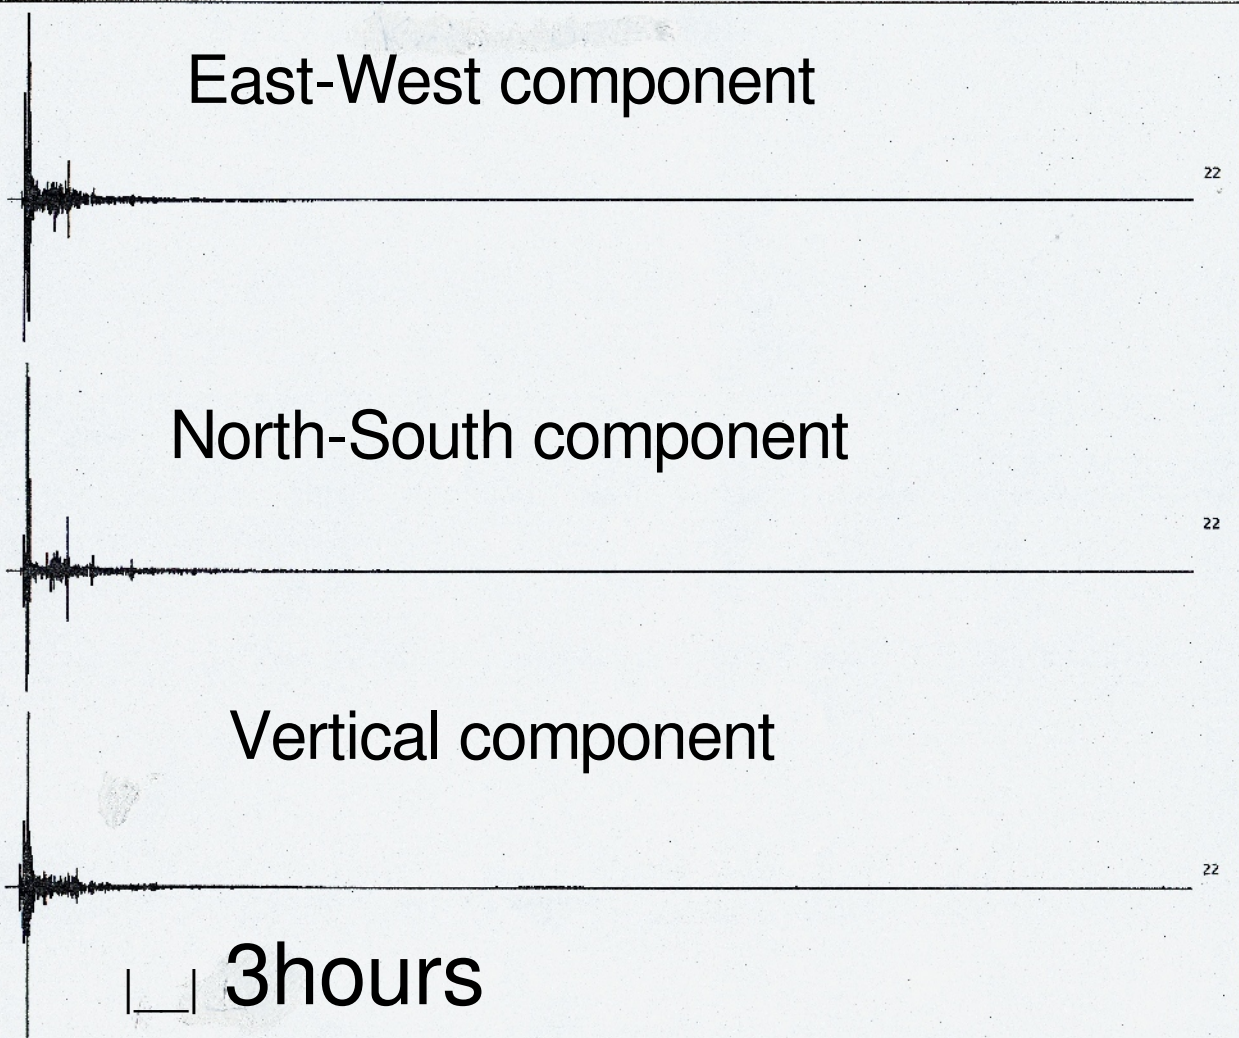 East-West component
22
North-South component
22
Vertical component
22
3hours